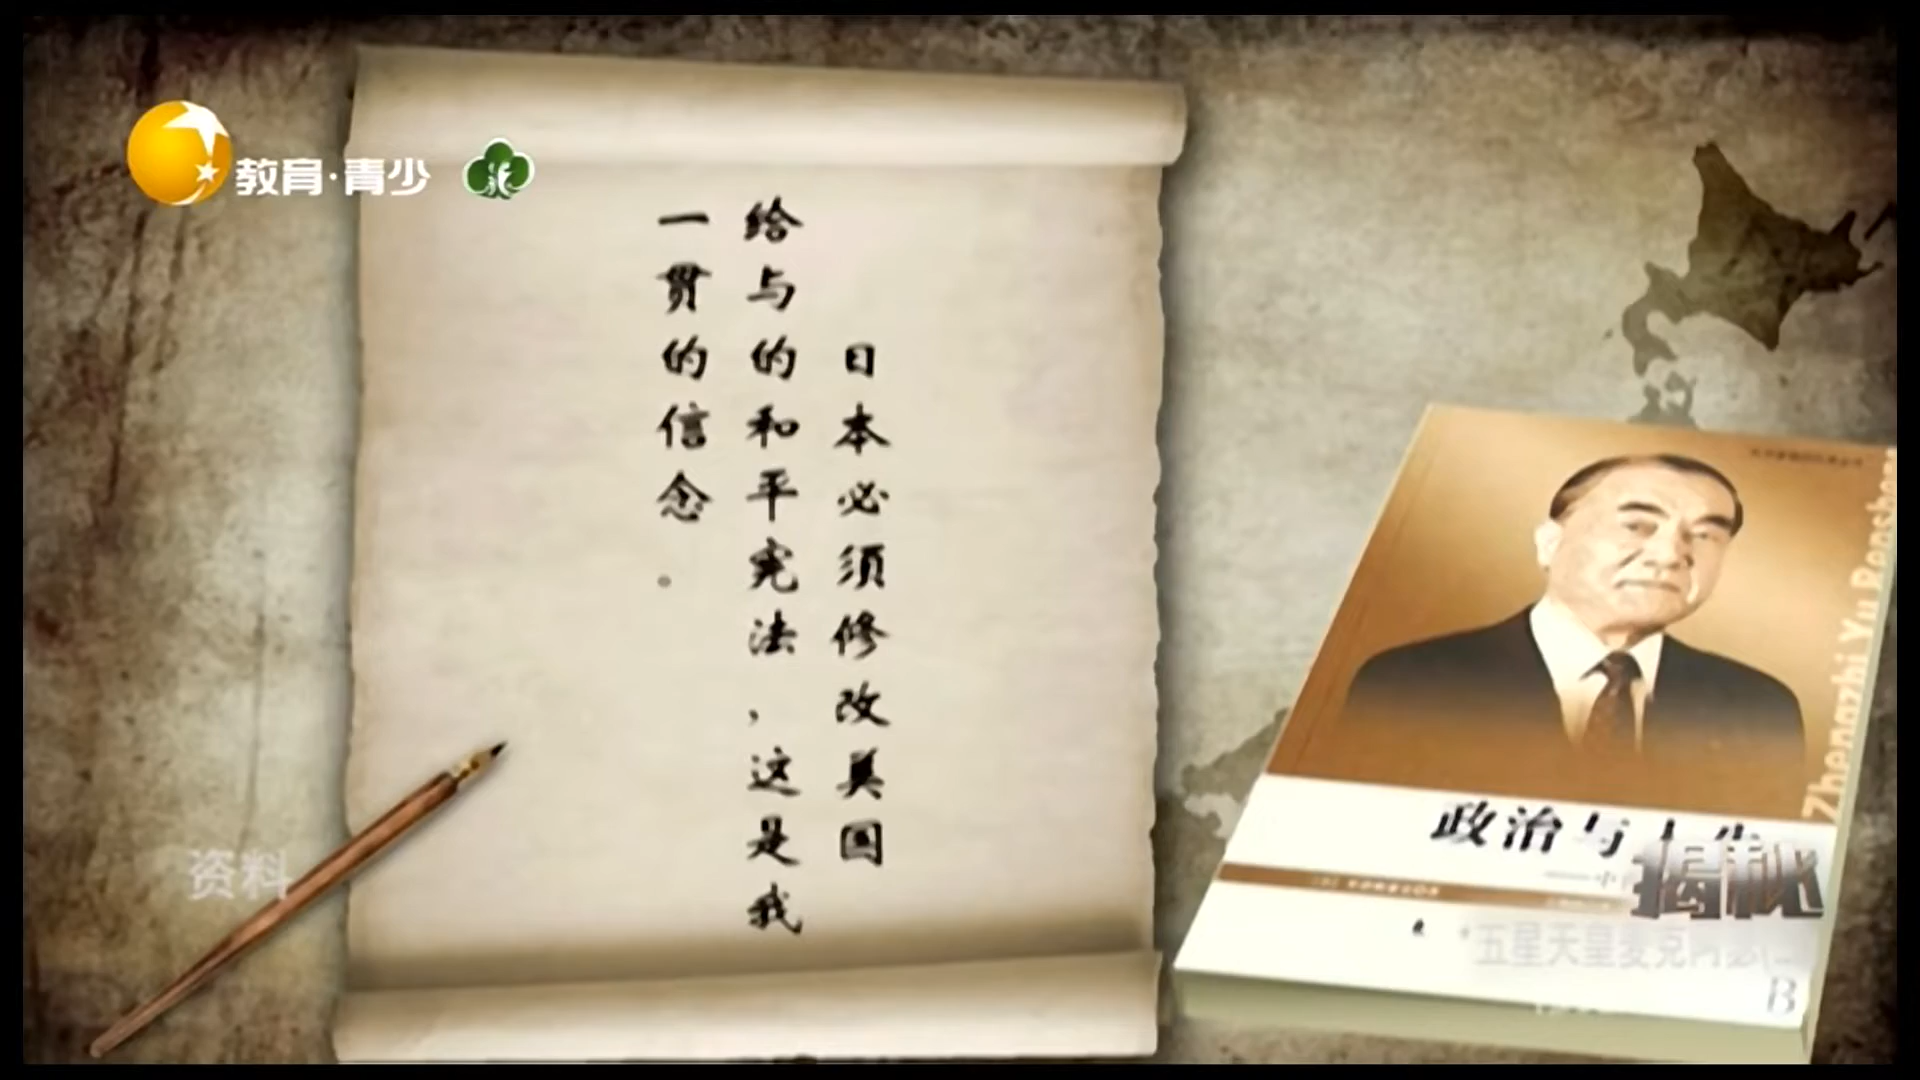 教育·青少
日本必须修改美国
给与的和平宪法，这是我
一贯的信念。
资料
Zhengzhi Yu Rensheng
政治与人生
揭秘
五星天皇麦克阿瑟